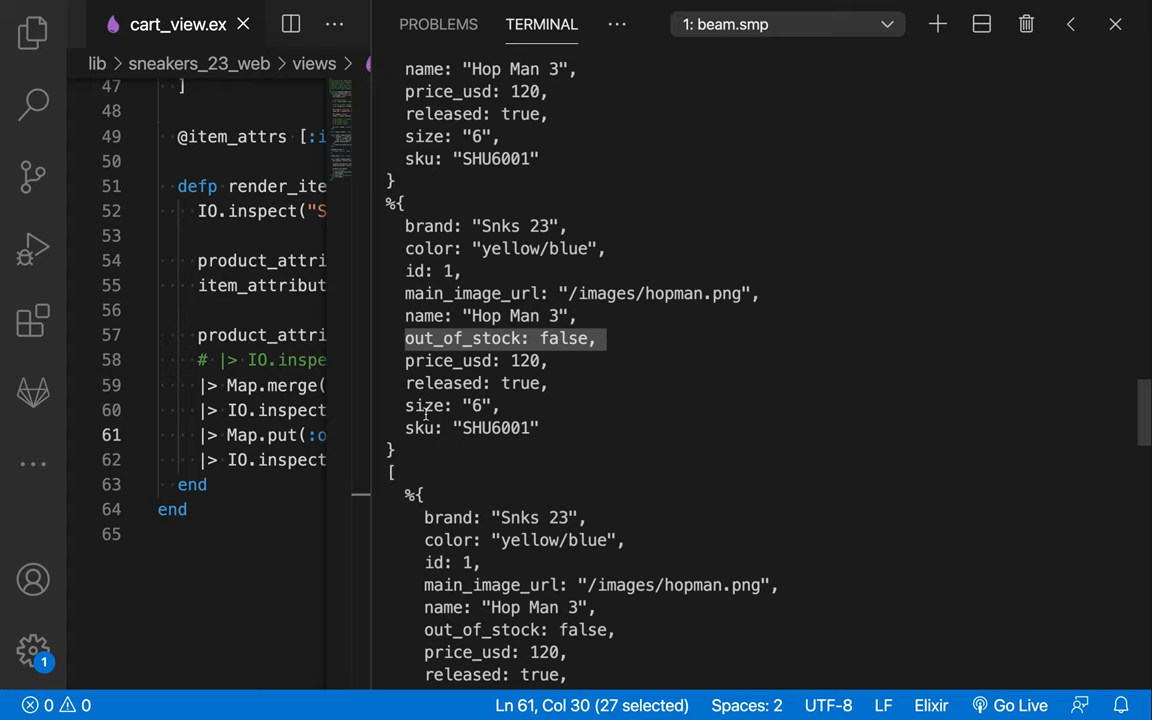 cart_view.ex
PROBLEMS TERMINAL ··· 1: beam.smp
lib > sneakers_23_web > views >
47 ]
48
49 @item_attrs [:i
50
51 defp render_ite
52 IO.inspect("S
53
54 product_attri
55 item_attribut
56
57 product_attri
58 # |> IO.inspe
59 |> Map.merge(
60 |> IO.inspect
61 |> Map.put(:o
62 |> IO.inspect
63 end
64 end
65
name: "Hop Man 3",
price_usd: 120,
released: true,
size: "6",
sku: "SHU6001"
}
%{
brand: "Snks 23",
color: "yellow/blue",
id: 1,
main_image_url: "/images/hopman.png",
name: "Hop Man 3",
out_of_stock: false,
price_usd: 120,
released: true,
size: "6",
sku: "SHU6001"
}
[
%{
brand: "Snks 23",
color: "yellow/blue",
id: 1,
main_image_url: "/images/hopman.png",
name: "Hop Man 3",
out_of_stock: false,
price_usd: 120,
released: true,
1
0 0 Ln 61, Col 30 (27 selected) Spaces: 2 UTF-8 LF Elixir Go Live